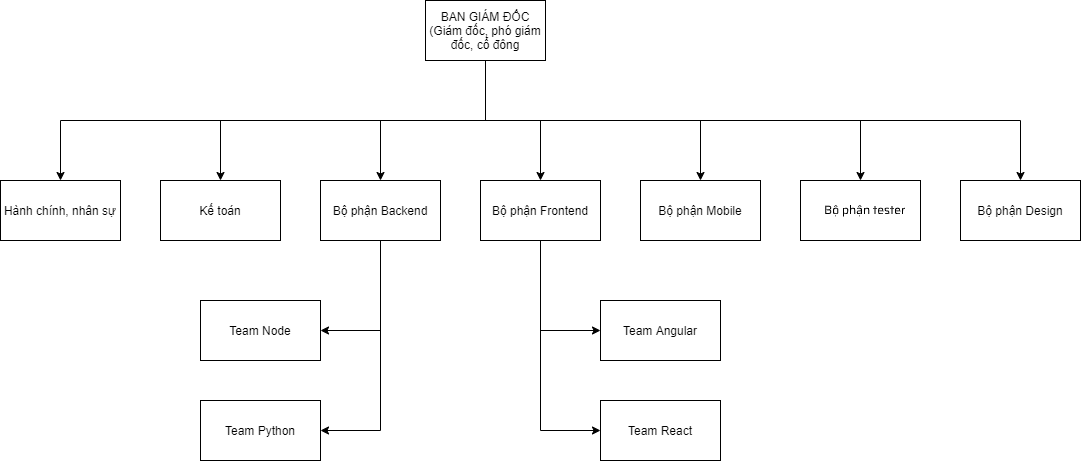 BAN GIÁM ĐỐC
(Giám đốc, phó giám
đốc, cổ đông
Hành chính, nhân sự
Kế toán
Bộ phận Backend
Bộ phận Frontend
Bộ phận Mobile
Bộ phận tester
Bộ phận Design
Team Node
Team Angular
Team Python
Team React